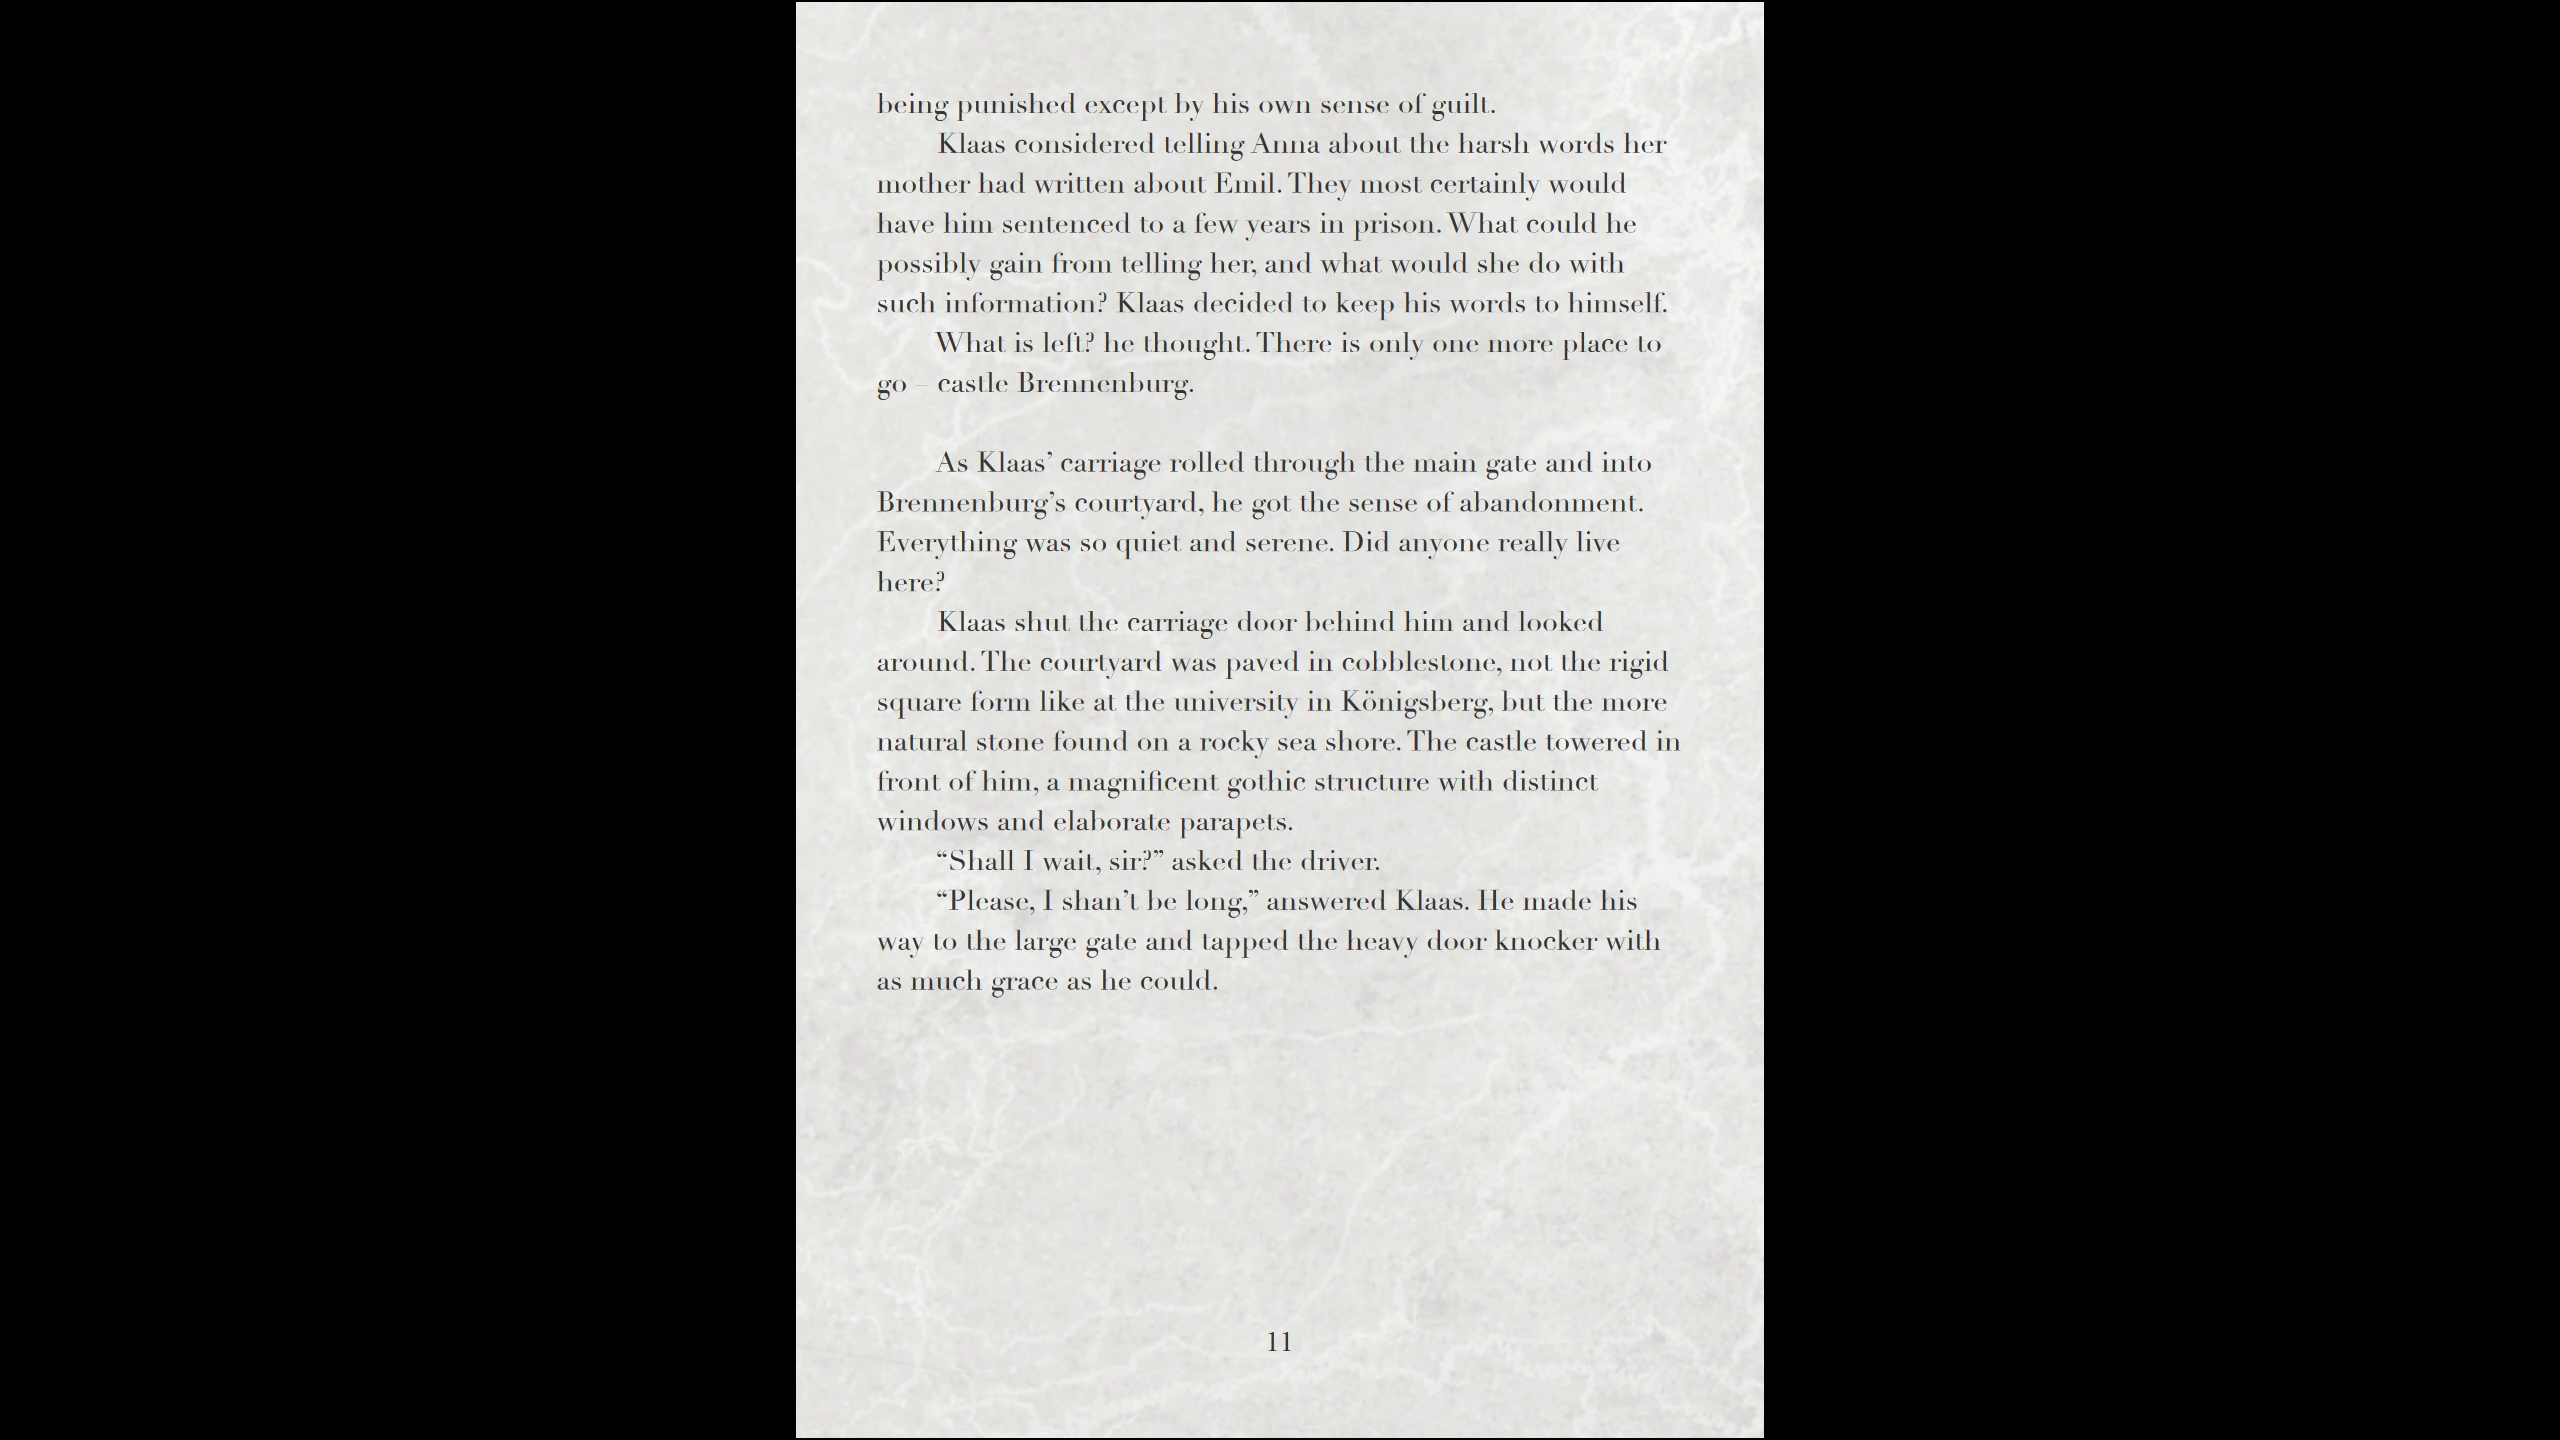 being punished except by his own sense of guilt.
Klaas considered telling Anna about the harsh words her
mother had written about Emil. They most certainly would
have him sentenced to a few years in prison. What could he
possibly gain from telling her, and what would she do with
such information? Klaas decided to keep his words to himself.
What is left? he thought. There is only one more place to
go – castle Brennenburg.
As Klaas’ carriage rolled through the main gate and into
Brennenburg’s courtyard, he got the sense of abandonment.
Everything was so quiet and serene. Did anyone really live
here?
Klaas shut the carriage door behind him and looked
around. The courtyard was paved in cobblestone, not the rigid
square form like at the university in Königsberg, but the more
natural stone found on a rocky sea shore. The castle towered in
front of him, a magnificent gothic structure with distinct
windows and elaborate parapets.
“Shall I wait, sir?” asked the driver.
“Please, I shan’t be long,” answered Klaas. He made his
way to the large gate and tapped the heavy door knocker with
as much grace as he could.
11